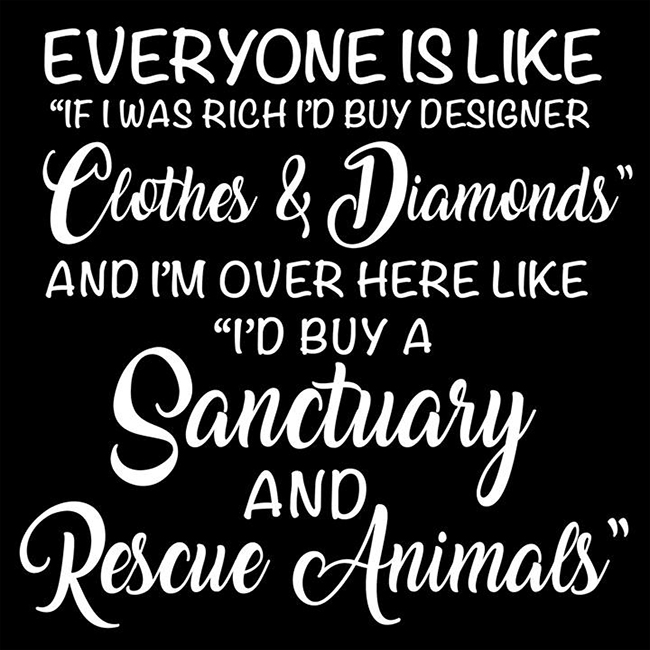 EVERYONE IS LIKE
“IF I WAS RICH I’D BUY DESIGNER
Clothes & Diamonds”
AND I’M OVER HERE LIKE
“I’D BUY A
Sanctuary
AND
Rescue Animals”